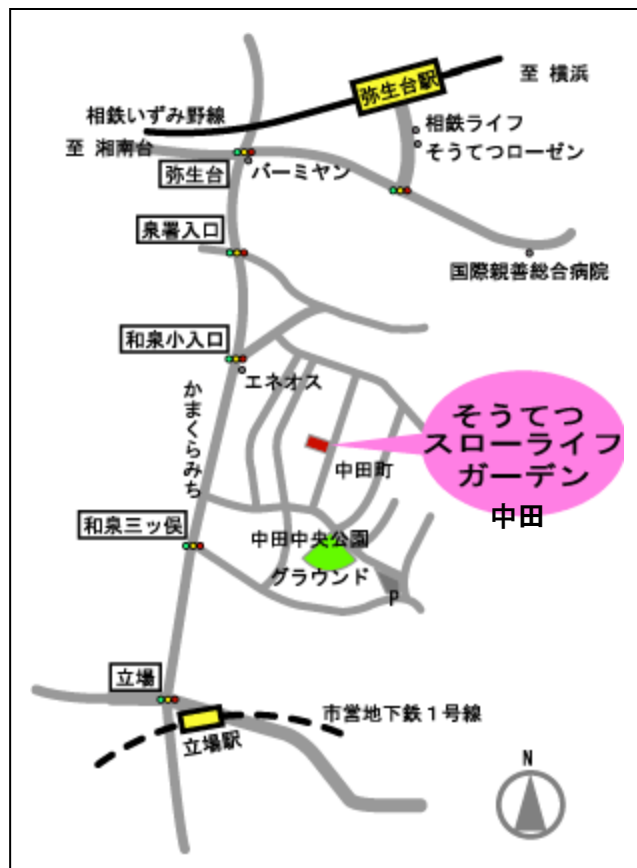 弥生台駅
至 横浜
相鉄いずみ野線
相鉄ライフ
至 湘南台
そうてつローゼン
弥生台
バーミヤン
泉署入口
国際親善総合病院
和泉小入口
エネオス
かまくらみち
そうてつ
スローライフ
ガーデン
中田
中田町
和泉三ッ俣
中田中央公園
グラウンド
P
立場
市営地下鉄１号線
立場駅
N